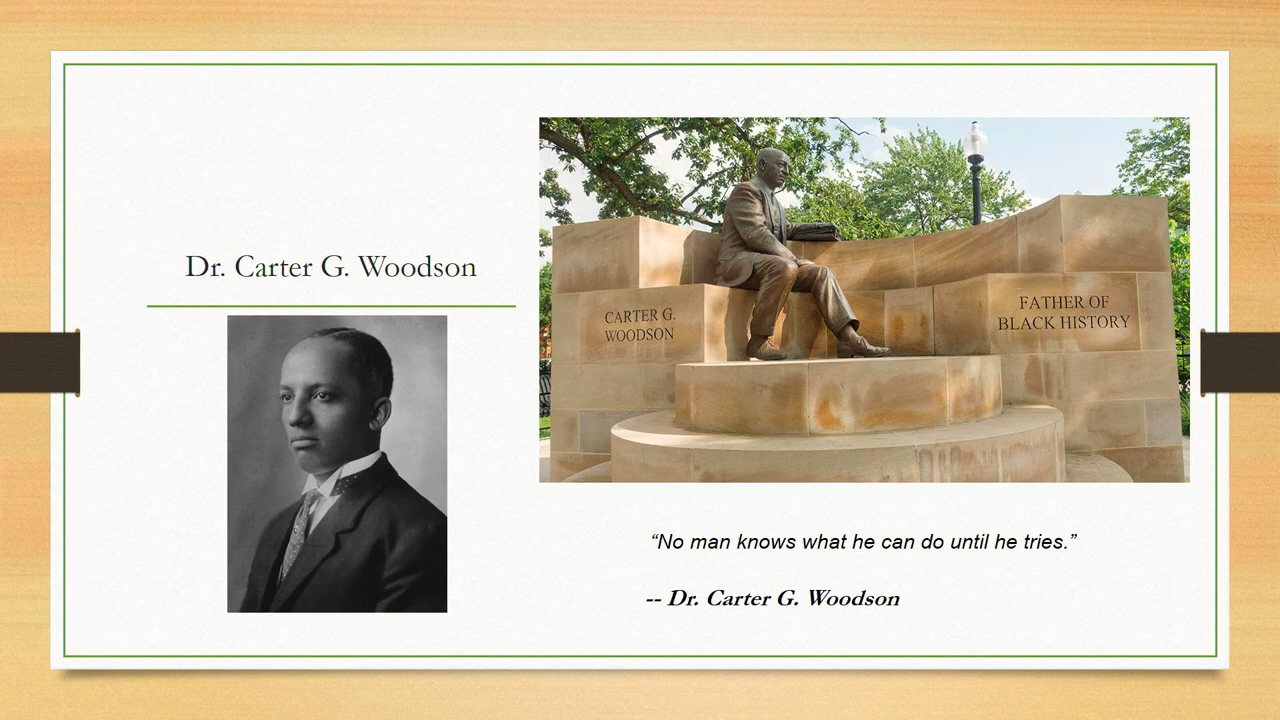 Dr. Carter G. Woodson
CARTER G.
WOODSON
FATHER OF
BLACK HISTORY
“No man knows what he can do until he tries.”
-- Dr. Carter G. Woodson